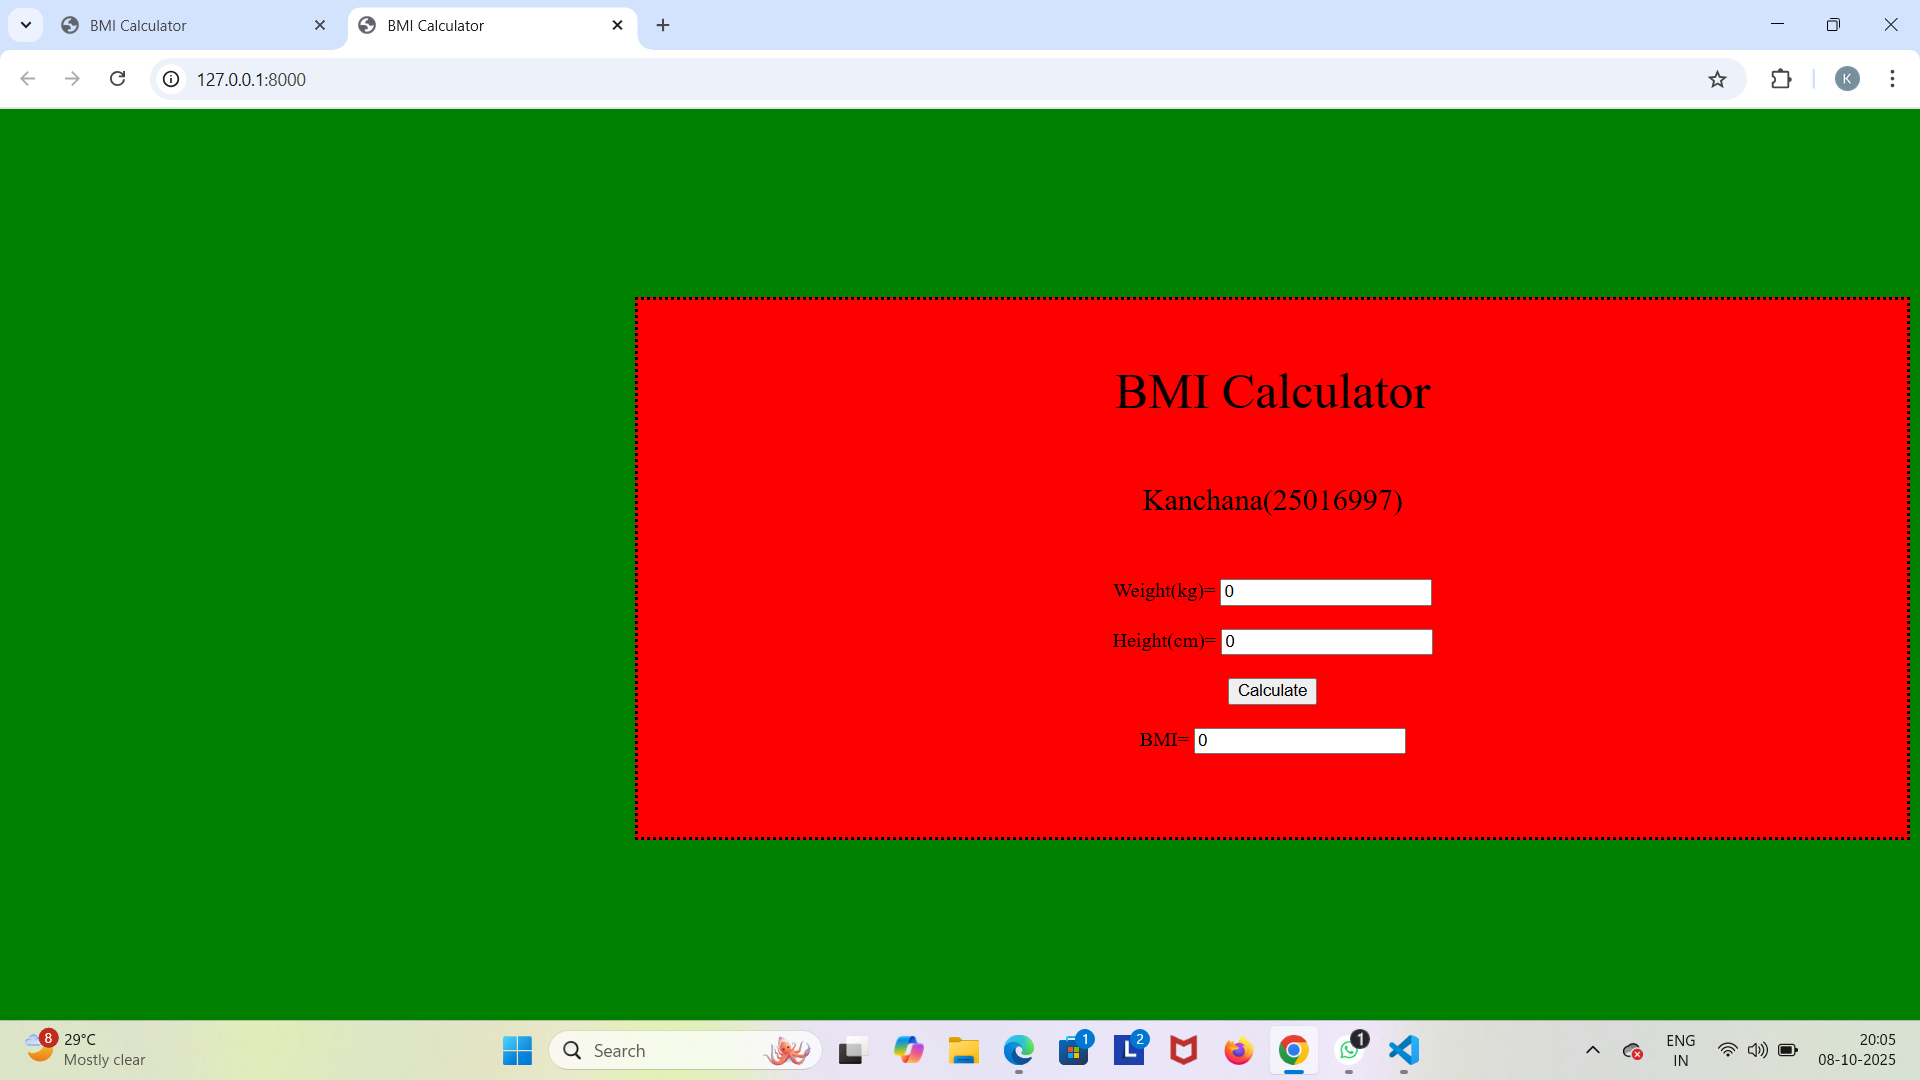 BMI Calculator
BMI Calculator
127.0.0.1:8000
K
BMI Calculator
Kanchana(25016997)
Weight(kg)= 0
Height(cm)= 0
Calculate
BMI= 0
8
29°C
Mostly clear
Search
1
L
2
1
ENG
IN
20:05
08-10-2025